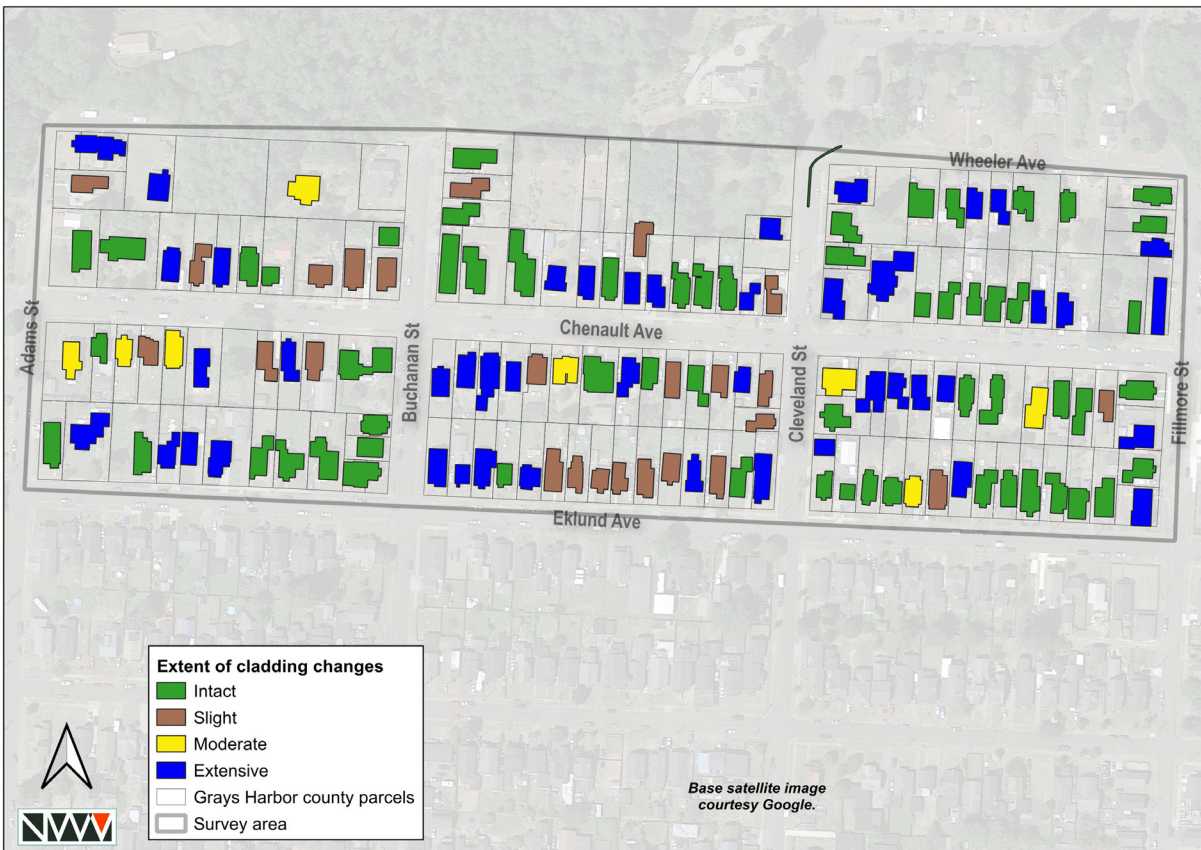 Wheeler Ave
Chenault Ave
Adams St
Buchanan St
Cleveland St
Fillmore St
Eklund Ave
Extent of cladding changes
Intact
Slight
Moderate
Extensive
Grays Harbor county parcels
Survey area
Base satellite image
courtesy Google.
NWV